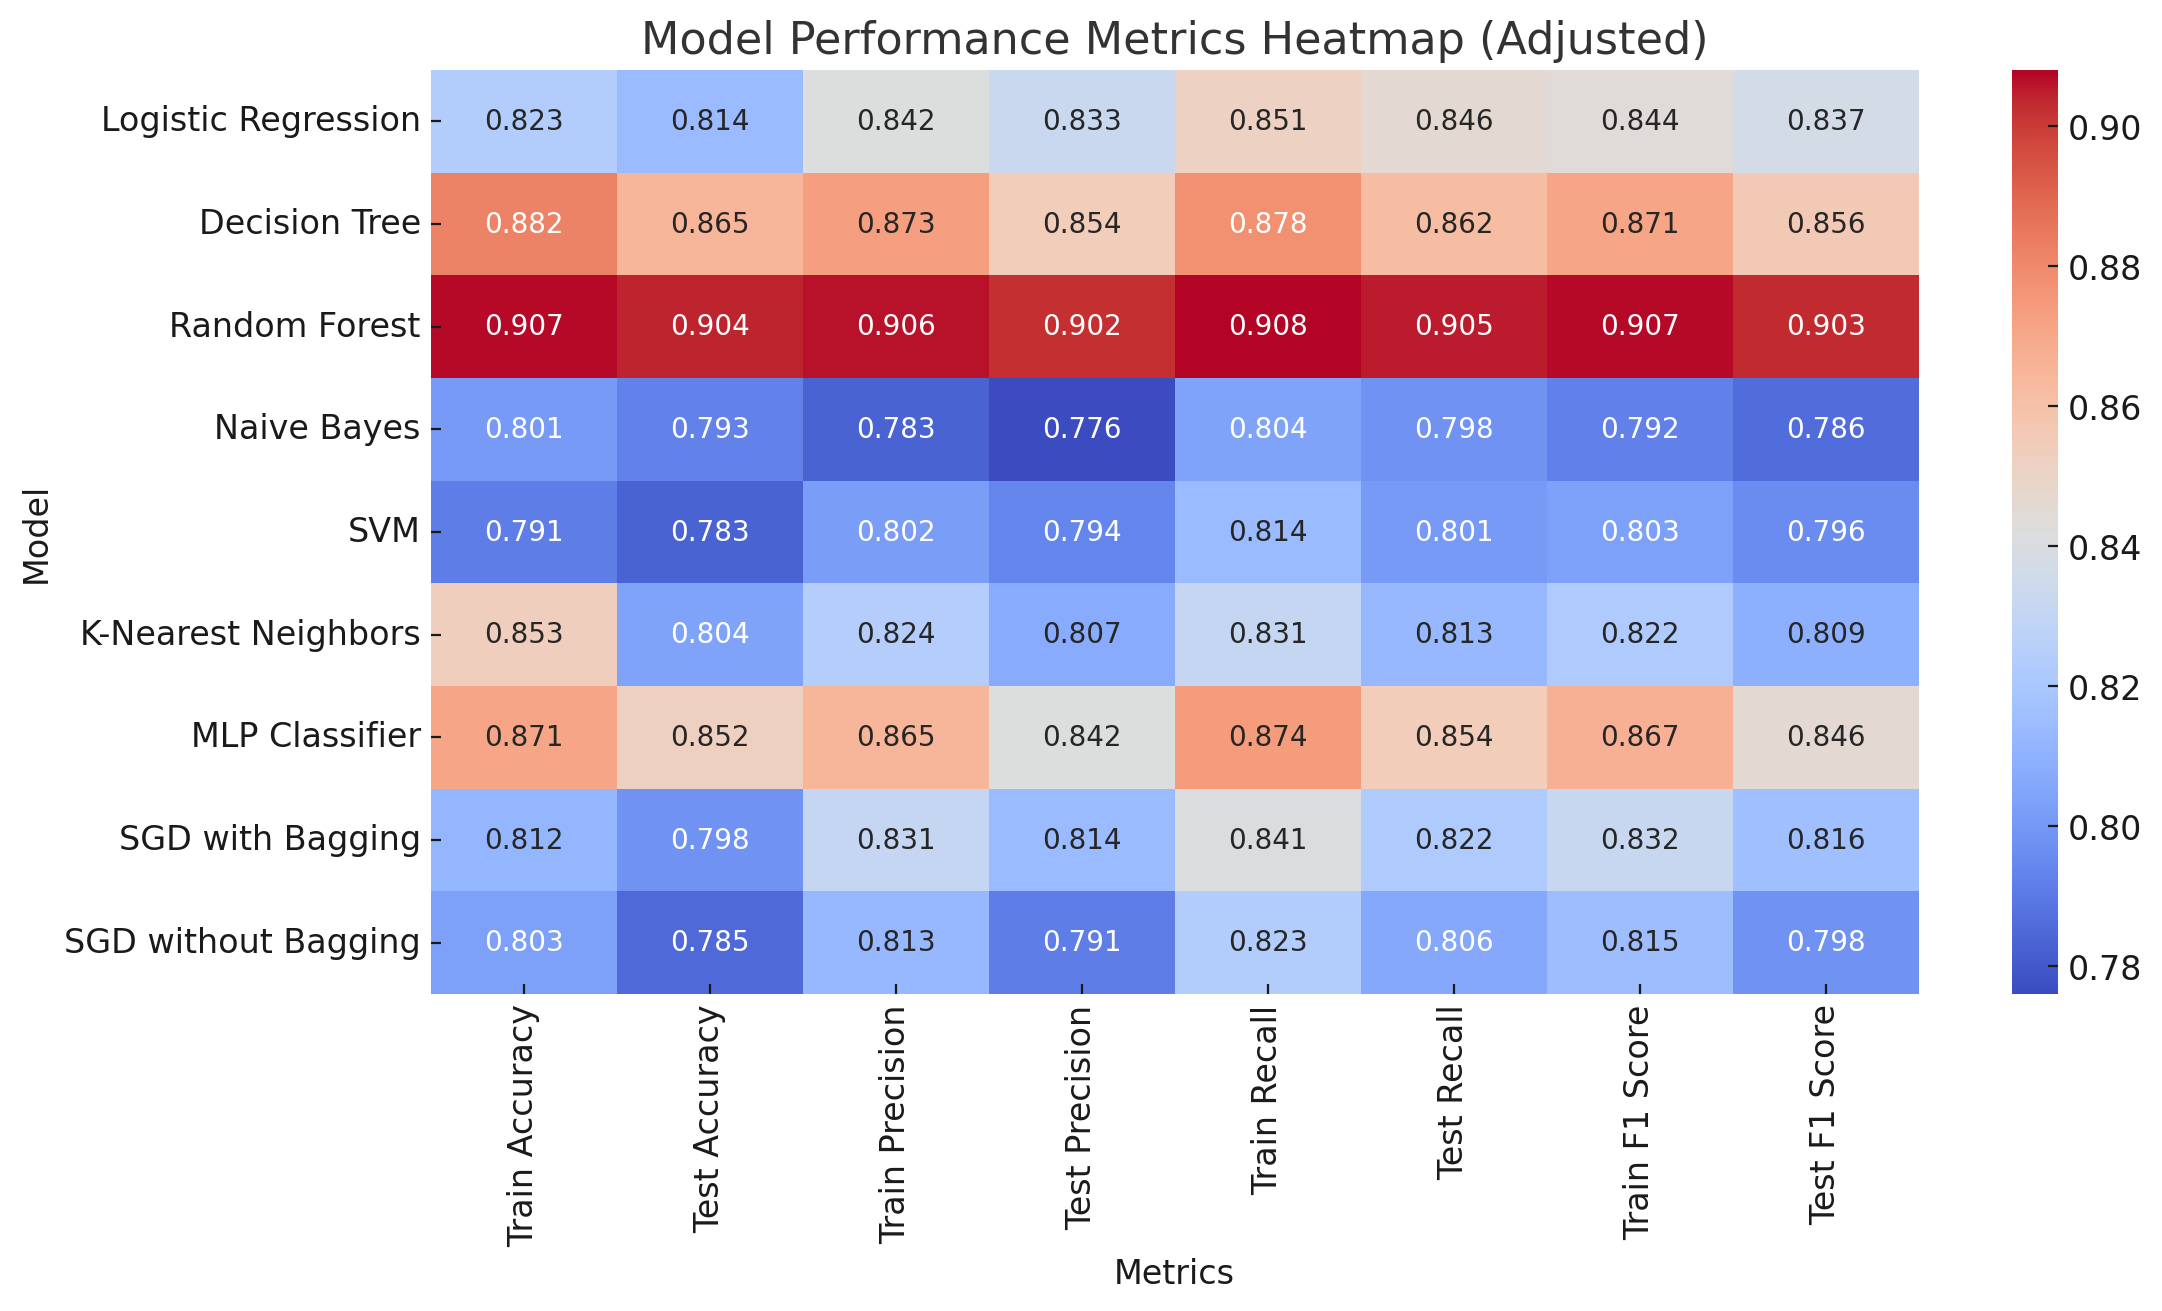 Model Performance Metrics Heatmap (Adjusted)
Model
Logistic Regression 0.823 0.814 0.842 0.833 0.851 0.846 0.844 0.837
Decision Tree 0.882 0.865 0.873 0.854 0.878 0.862 0.871 0.856
Random Forest 0.907 0.904 0.906 0.902 0.908 0.905 0.907 0.903
Naive Bayes 0.801 0.793 0.783 0.776 0.804 0.798 0.792 0.786
SVM 0.791 0.783 0.802 0.794 0.814 0.801 0.803 0.796
K-Nearest Neighbors 0.853 0.804 0.824 0.807 0.831 0.813 0.822 0.809
MLP Classifier 0.871 0.852 0.865 0.842 0.874 0.854 0.867 0.846
SGD with Bagging 0.812 0.798 0.831 0.814 0.841 0.822 0.832 0.816
SGD without Bagging 0.803 0.785 0.813 0.791 0.823 0.806 0.815 0.798
Train Accuracy
Test Accuracy
Train Precision
Test Precision
Train Recall
Test Recall
Train F1 Score
Test F1 Score
Metrics
0.90
0.88
0.86
0.84
0.82
0.80
0.78